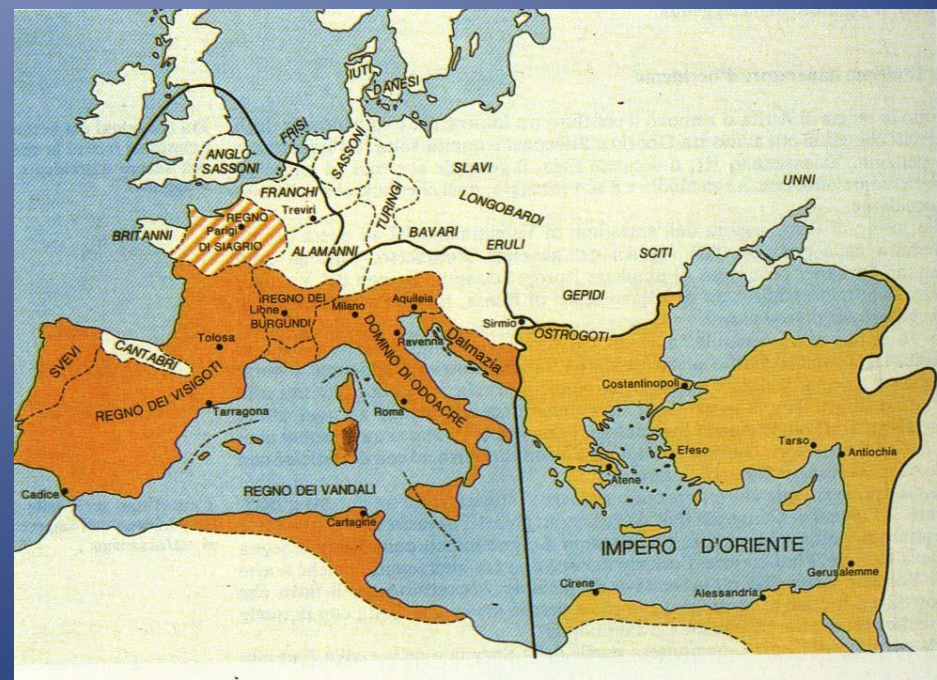 IUTI
DANESI
FRISI
SASSONI
ANGLO-
SASSONI
SLAVI
UNNI
FRANCHI
Treviri
TURINGI
LONGOBARDI
BRITANNI
REGNO
Parigi
DI SIAGRIO
ALAMANNI
BAVARI
ERULI
SCITI
GEPIDI
REGNO DEI
Lione
BURGUNDI
Milano
Aquileia
Sirmio
OSTROGOTI
SVEVI
CANTABRI
Tolosa
Ravenna
Dalmazia
DOMINIO DI ODOACRE
REGNO DEI VISIGOTI
Costantinopoli
Tarragona
Roma
Efeso
Tarso
Antiochia
Atene
Cadice
REGNO DEI VANDALI
Cartagine
IMPERO D'ORIENTE
Gerusalemme
Cirene
Alessandria